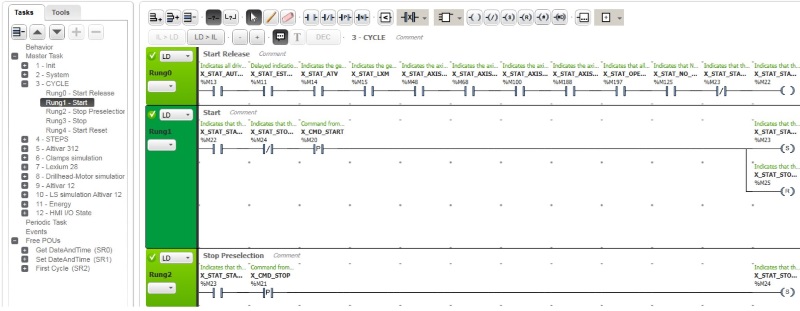 Tasks Tools
Behavior
Master Task
1 - Init
2 - System
3 - CYCLE
Rung0 - Start Release
Rung1 - Start
Rung2 - Stop Preselection
Rung3 - Stop
Rung4 - Start Reset
4 - STEPS
5 - Altivar 312
6 - Clamps simulation
7 - Lexium 28
8 - Drillhead-Motor simulation
9 - Altivar 12
10 - LS simulation Altivar 12
11 - Energy
12 - HMI I/O State
Periodic Task
Events
Free POUs
Get DateAndTime (SR0)
Set DateAndTime (SR1)
First Cycle (SR2)
IL > LD LD > IL - + T DEC 3 - CYCLE Comment
LD Start Release Comment
Rung0
Indicates all driv... Delayed indicatio... Indicates the ge... Indicates the ge... Indicates the axi... Indicates the axi... Indicates the axi... Indicates the axi... Indicates that all... Indicates that N... Indicates that th... Indicates that th...
X_STAT_AUT... X_STAT_EST... X_STAT_ATV X_STAT_LXM X_STAT_AXIS... X_STAT_AXIS... X_STAT_AXIS... X_STAT_AXIS... X_STAT_OPE... X_STAT_NO_... X_STAT_STA... X_STAT_STA...
%M13 %M11 %M14 %M15 %M48 %M68 %M108 %M188 %M197 %M125 %M23 %M22
LD Start Comment
Rung1
Indicates that th... Indicates that th... Command from... Indicates that th...
X_STAT_STA... X_STAT_STO... X_CMD_START X_STAT_STA...
%M22 %M24 %M20 %M23
P S
Indicates that th...
X_STAT_STO...
%M25
R
LD Stop Preselection Comment
Rung2
Indicates that th... Command from... Indicates that th...
X_STAT_STA... X_CMD_STOP X_STAT_STO...
%M23 %M21 %M24
P S